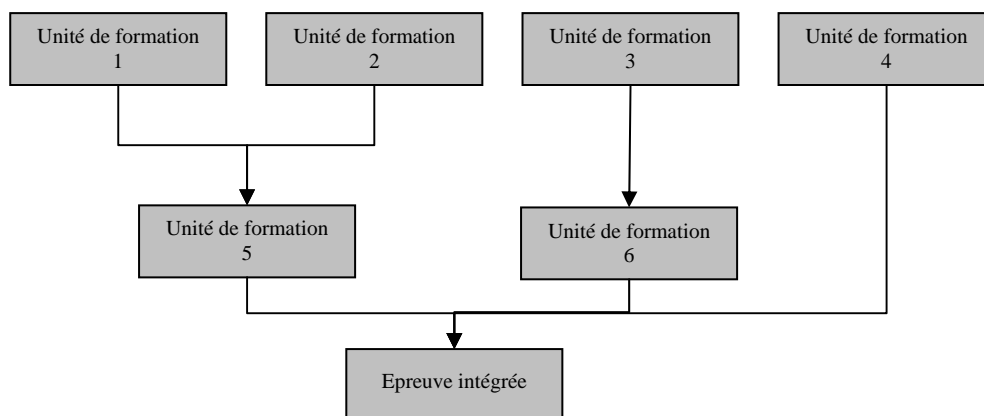 Unité de formation
1
Unité de formation
2
Unité de formation
3
Unité de formation
4
Unité de formation
5
Unité de formation
6
Epreuve intégrée